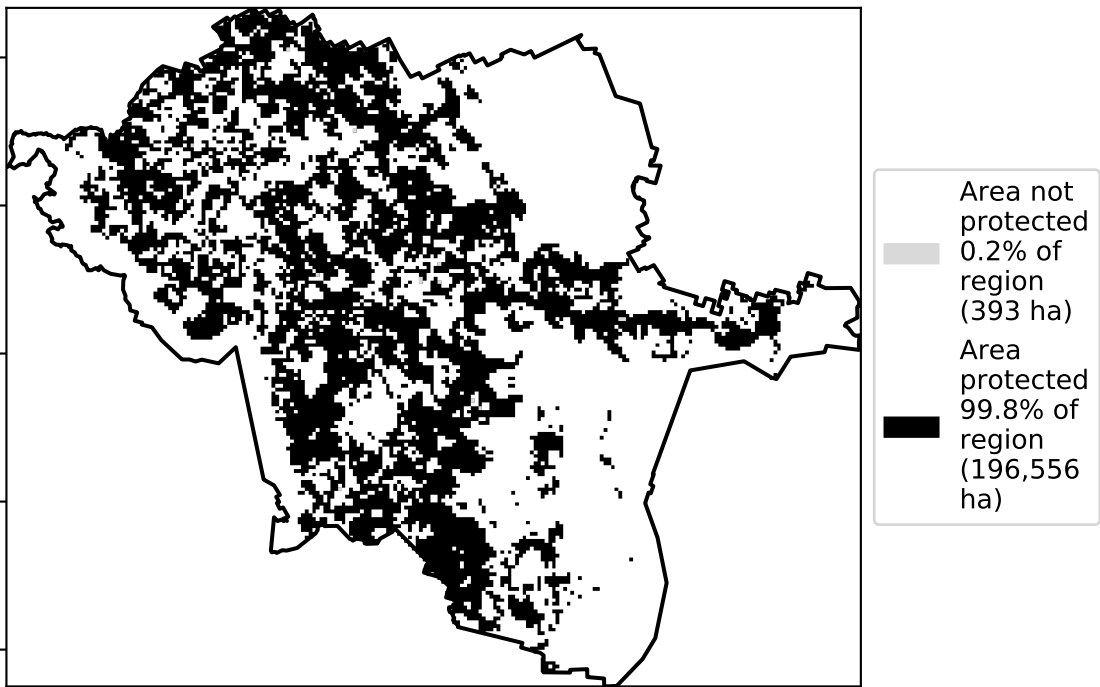 Area not
protected
0.2% of
region
(393 ha)
Area
protected
99.8% of
region
(196,556
ha)